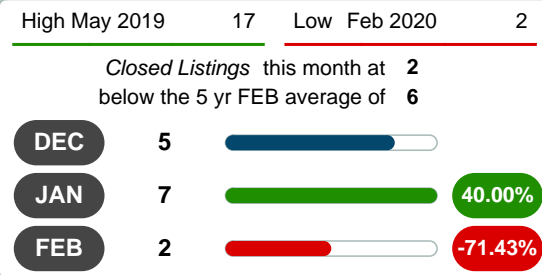 High May 2019 17 Low Feb 2020 2
Closed Listings this month at 2
below the 5 yr FEB average of 6
DEC 5
JAN 7 40.00%
FEB 2 -71.43%